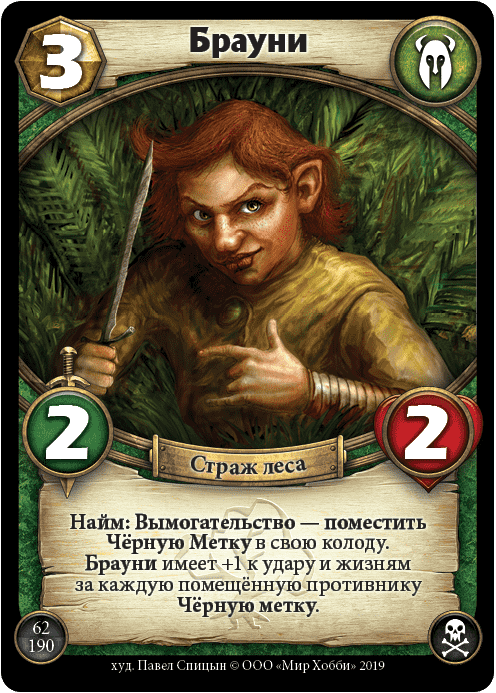 3
Брауни
2
2
Страж леса
Найм: Вымогательство — поместить
Чёрную Метку в свою колоду.
Брауни имеет +1 к удару и жизням
за каждую помещённую противнику
Чёрную метку.
62
190
худ. Павел Спицын © ООО «Мир Хобби» 2019